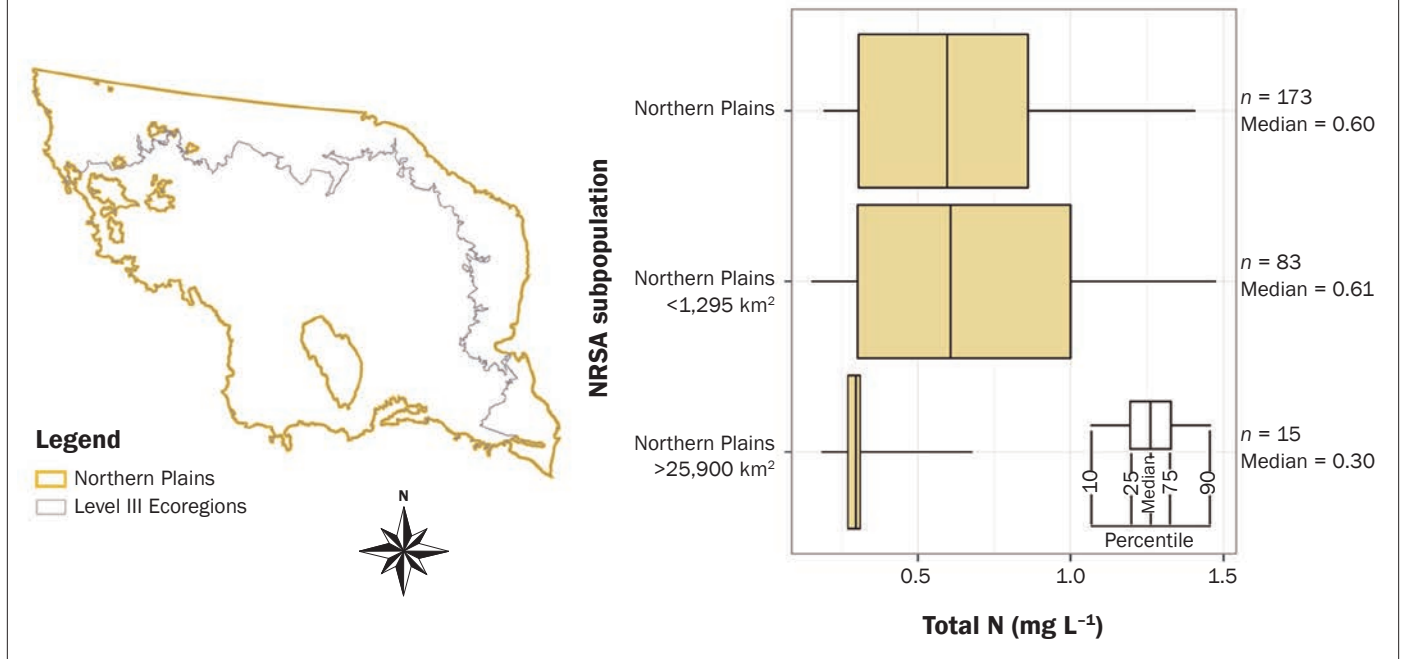 Legend
Northern Plains
Level III Ecoregions
N
NRSA subpopulation
Northern Plains
n = 173
Median = 0.60
Northern Plains
<1,295 km²
n = 83
Median = 0.61
Northern Plains
>25,900 km²
n = 15
Median = 0.30
10
25
Median
75
90
Percentile
0.5
1.0
1.5
Total N (mg L⁻¹)